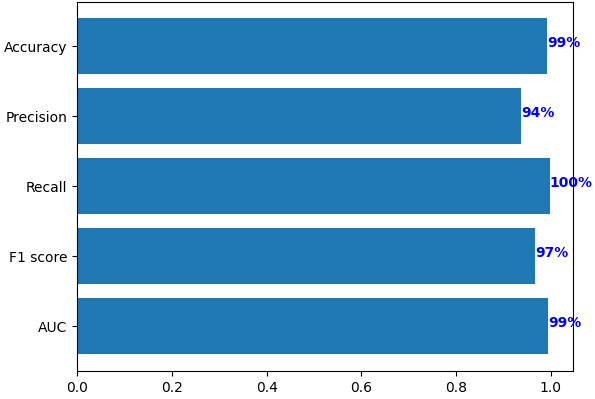 Accuracy 99%
Precision 94%
Recall 100%
F1 score 97%
AUC 99%
0.0 0.2 0.4 0.6 0.8 1.0